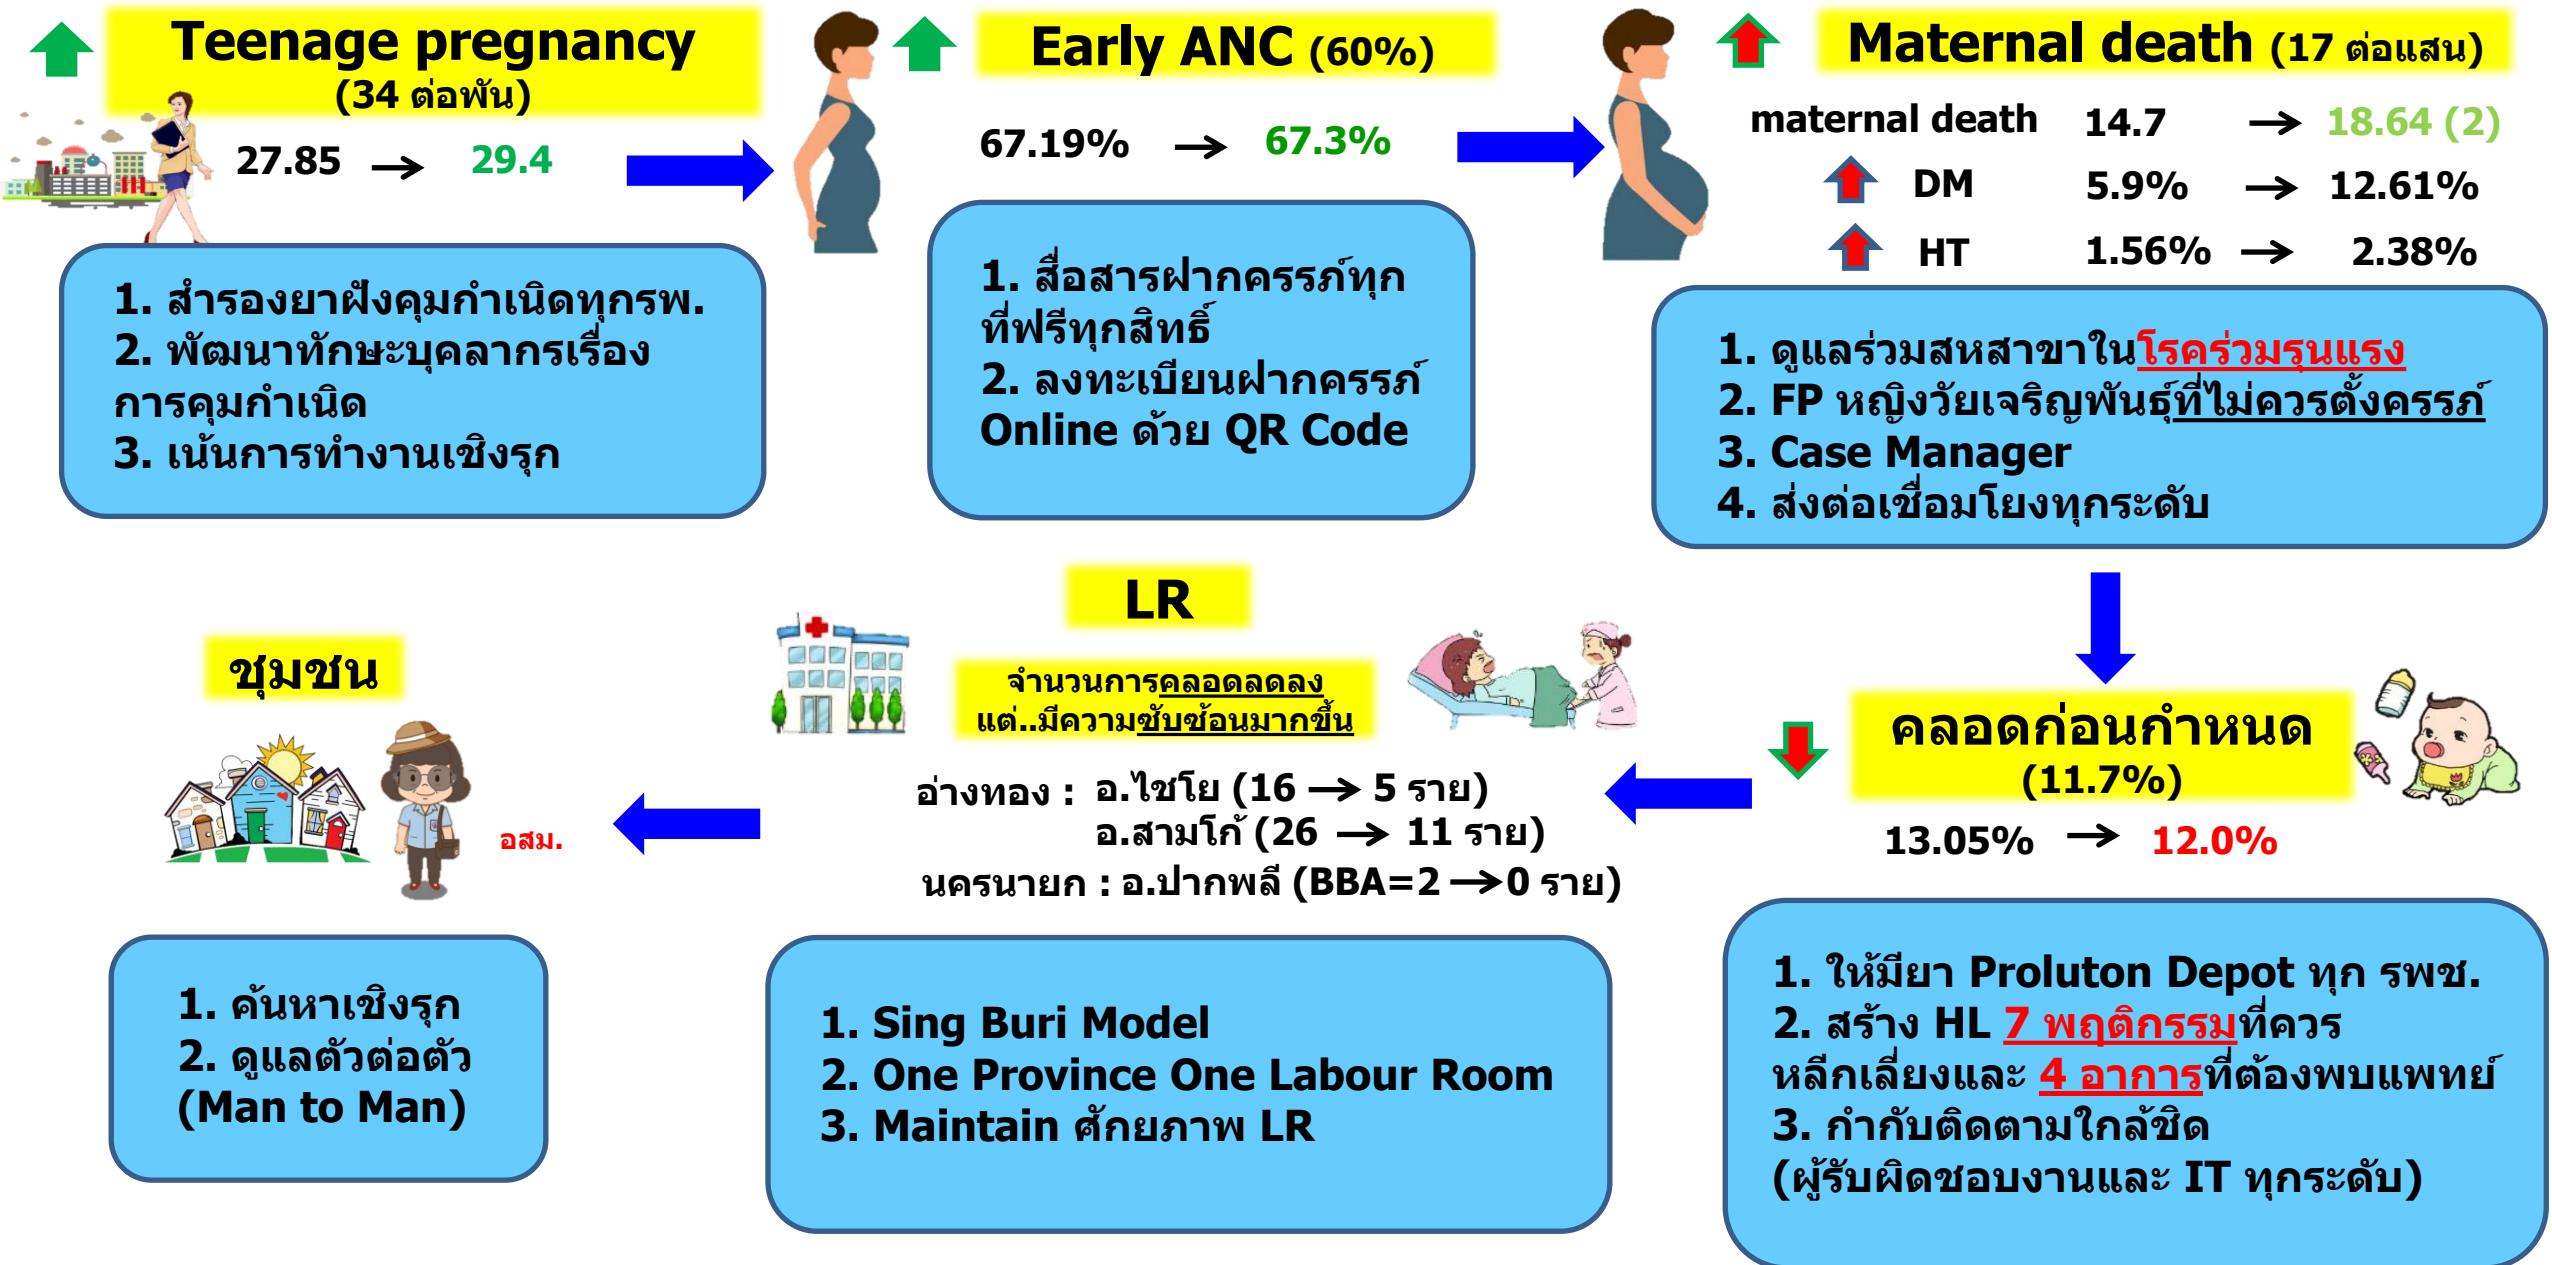 Teenage pregnancy
(34 ต่อพัน)
27.85 → 29.4
1. สำรองยาฝังคุมกำเนิดทุกรพ.
2. พัฒนาทักษะบุคลากรเรื่อง
การคุมกำเนิด
3. เน้นการทำงานเชิงรุก
Early ANC (60%)
67.19% → 67.3%
1. สื่อสารฝากครรภ์ทุก
ที่ฟรีทุกสิทธิ์
2. ลงทะเบียนฝากครรภ์
Online ด้วย QR Code
Maternal death (17 ต่อแสน)
maternal death 14.7 → 18.64 (2)
DM 5.9% → 12.61%
HT 1.56% → 2.38%
1. ดูแลร่วมสหสาขาในโรคร่วมรุนแรง
2. FP หญิงวัยเจริญพันธุ์ที่ไม่ควรตั้งครรภ์
3. Case Manager
4. ส่งต่อเชื่อมโยงทุกระดับ
คลอดก่อนกำหนด
(11.7%)
13.05% → 12.0%
1. ให้มียา Proluton Depot ทุก รพช.
2. สร้าง HL 7 พฤติกรรมที่ควร
หลีกเลี่ยงและ 4 อาการที่ต้องพบแพทย์
3. กำกับติดตามใกล้ชิด
(ผู้รับผิดชอบงานและ IT ทุกระดับ)
LR
จำนวนการคลอดลดลง
แต่..มีความซับซ้อนมากขึ้น
อ่างทอง : อ.ไชโย (16 → 5 ราย)
อ.สามโก้ (26 → 11 ราย)
นครนายก : อ.ปากพลี (BBA=2 → 0 ราย)
1. Sing Buri Model
2. One Province One Labour Room
3. Maintain ศักยภาพ LR
ชุมชน
อสม.
1. ค้นหาเชิงรุก
2. ดูแลตัวต่อตัว
(Man to Man)